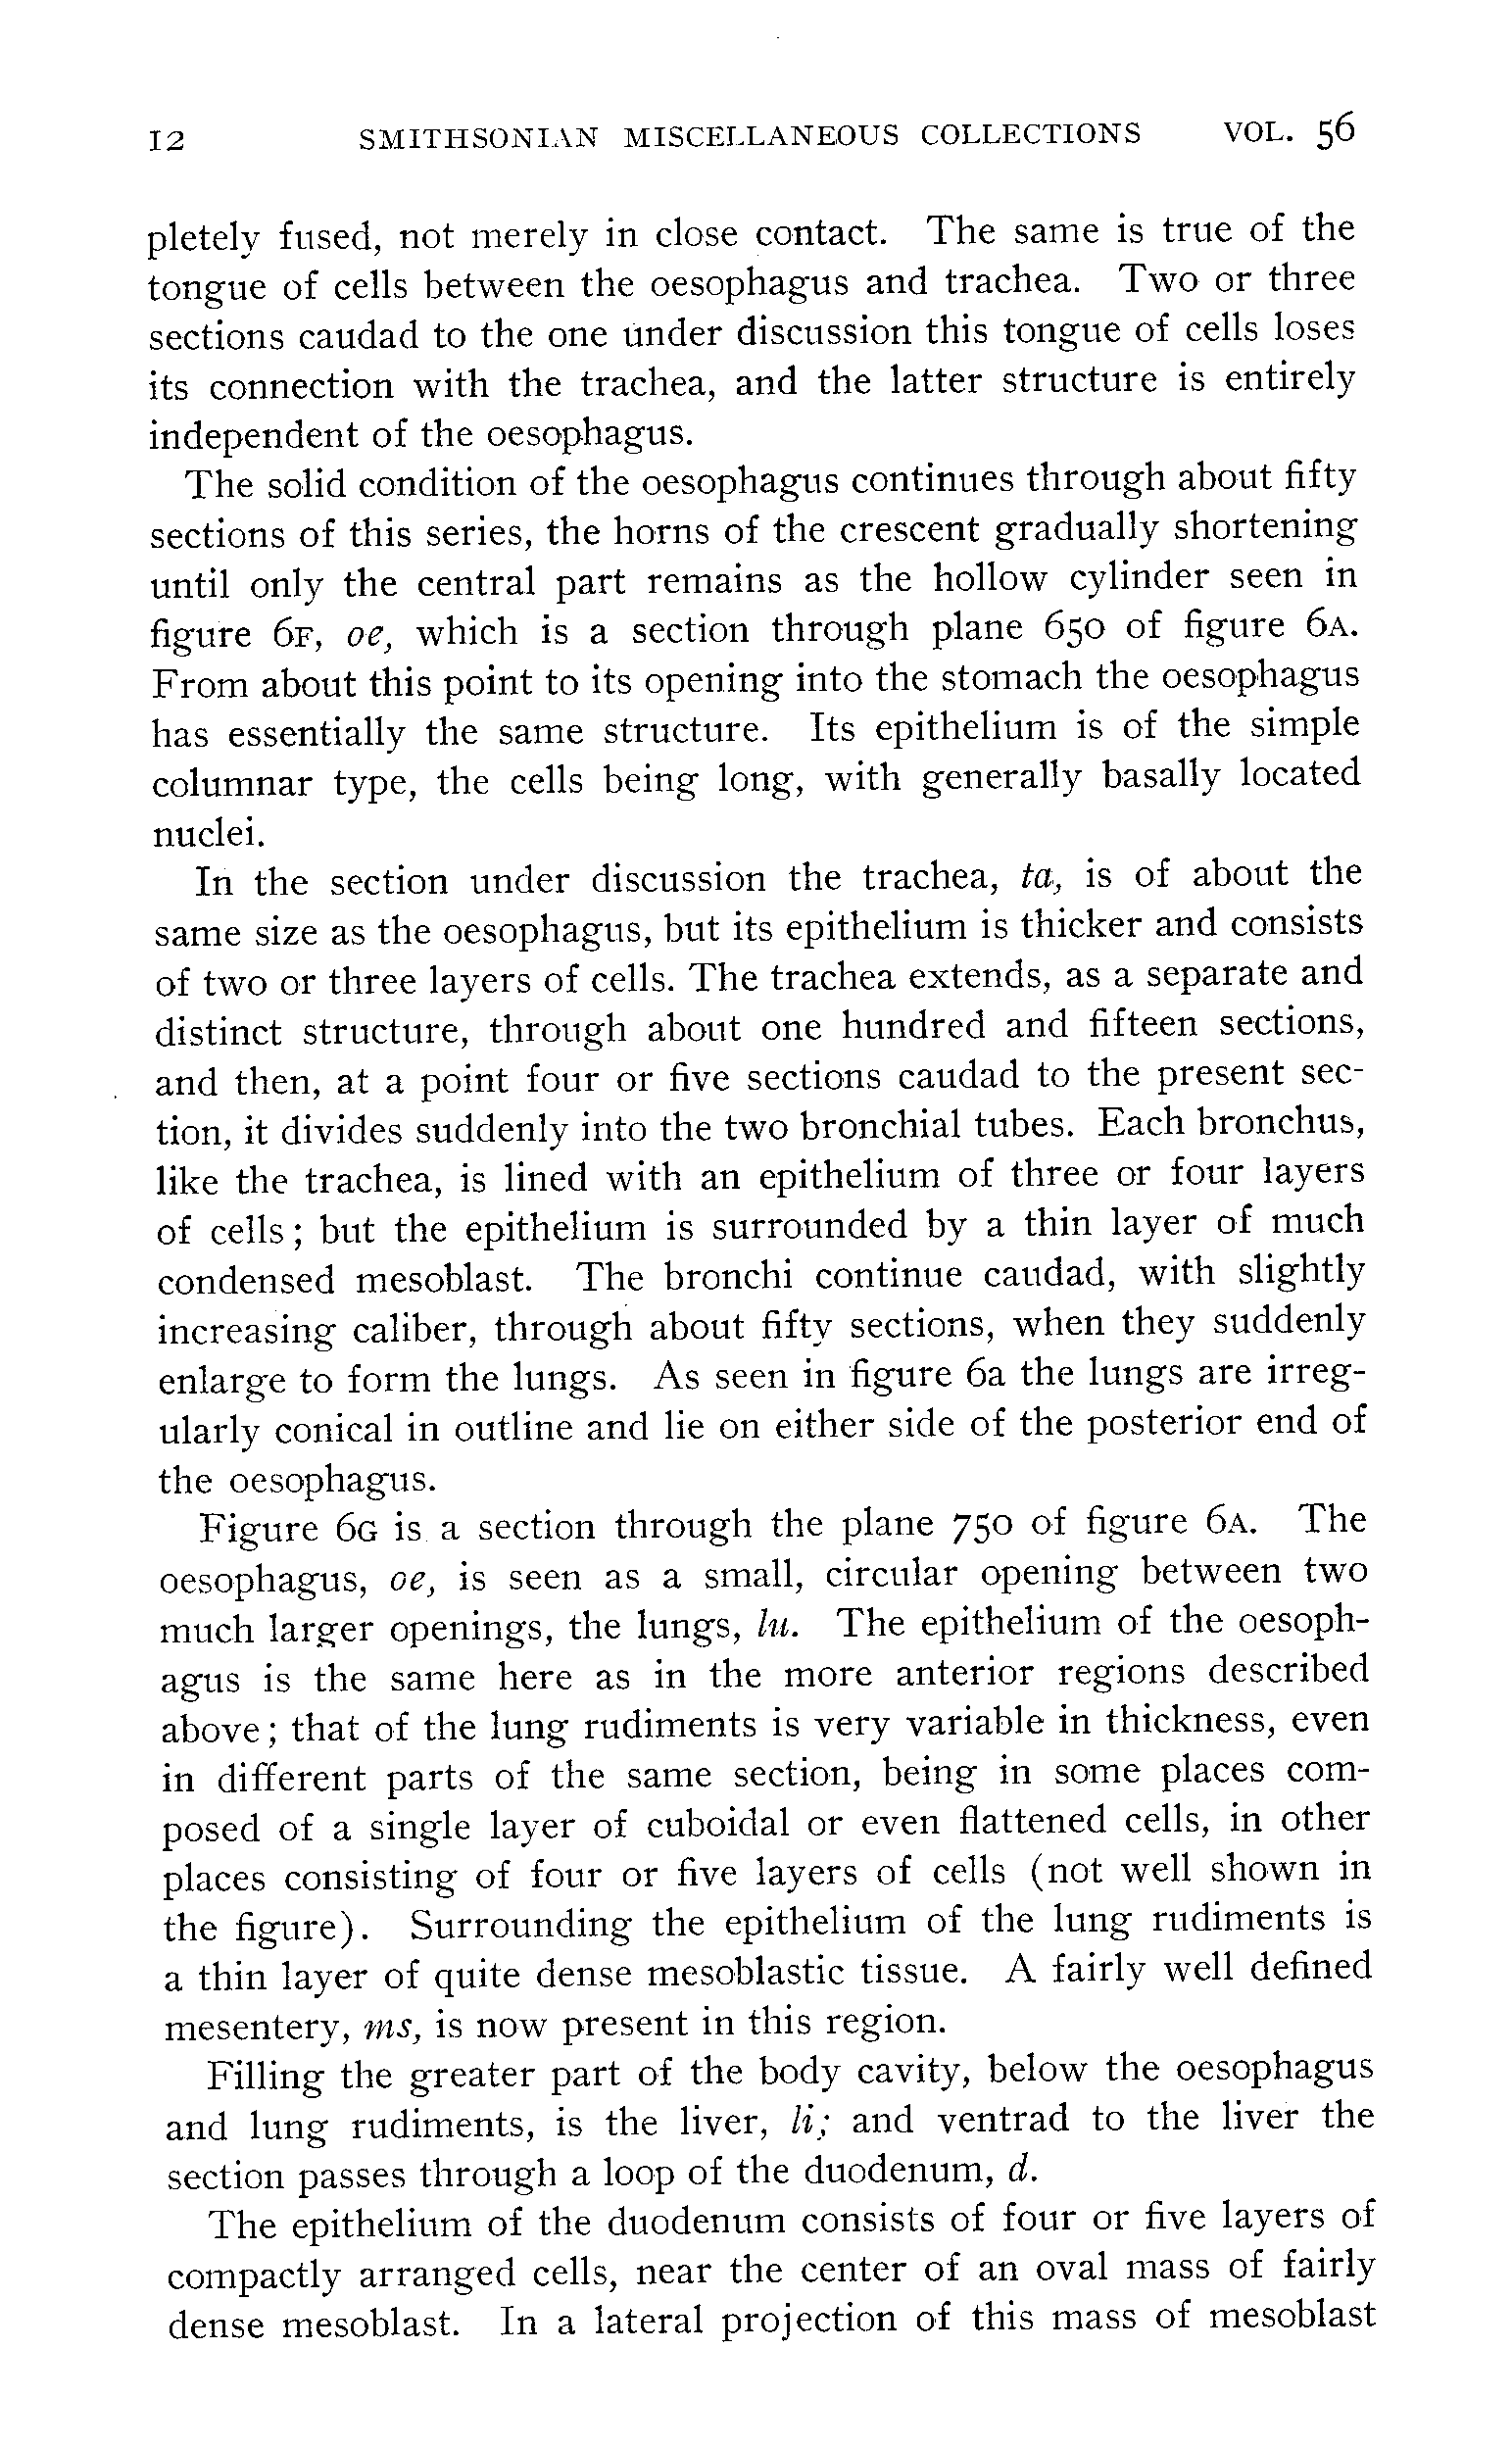 12 SMITHSONIAN MISCELLANEOUS COLLECTIONS VOL. 56
pletely fused, not merely in close contact. The same is true of the
tongue of cells between the oesophagus and trachea. Two or three
sections caudad to the one under discussion this tongue of cells loses
its connection with the trachea, and the latter structure is entirely
independent of the oesophagus.
The solid condition of the oesophagus continues through about fifty
sections of this series, the horns of the crescent gradually shortening
until only the central part remains as the hollow cylinder seen in
figure 6F, oe, which is a section through plane 650 of figure 6A.
From about this point to its opening into the stomach the oesophagus
has essentially the same structure. Its epithelium is of the simple
columnar type, the cells being long, with generally basally located
nuclei.
In the section under discussion the trachea, ta, is of about the
same size as the oesophagus, but its epithelium is thicker and consists
of two or three layers of cells. The trachea extends, as a separate and
distinct structure, through about one hundred and fifteen sections,
and then, at a point four or five sections caudad to the present sec-
tion, it divides suddenly into the two bronchial tubes. Each bronchus,
like the trachea, is lined with an epithelium of three or four layers
of cells; but the epithelium is surrounded by a thin layer of much
condensed mesoblast. The bronchi continue caudad, with slightly
increasing caliber, through about fifty sections, when they suddenly
enlarge to form the lungs. As seen in figure 6a the lungs are irreg-
ularly conical in outline and lie on either side of the posterior end of
the oesophagus.
Figure 6G is a section through the plane 750 of figure 6A. The
oesophagus, oe, is seen as a small, circular opening between two
much larger openings, the lungs, lu. The epithelium of the oesoph-
agus is the same here as in the more anterior regions described
above; that of the lung rudiments is very variable in thickness, even
in different parts of the same section, being in some places com-
posed of a single layer of cuboidal or even flattened cells, in other
places consisting of four or five layers of cells (not well shown in
the figure). Surrounding the epithelium of the lung rudiments is
a thin layer of quite dense mesoblastic tissue. A fairly well defined
mesentery, ms, is now present in this region.
Filling the greater part of the body cavity, below the oesophagus
and lung rudiments, is the liver, li; and ventrad to the liver the
section passes through a loop of the duodenum, d.
The epithelium of the duodenum consists of four or five layers of
compactly arranged cells, near the center of an oval mass of fairly
dense mesoblast. In a lateral projection of this mass of mesoblast